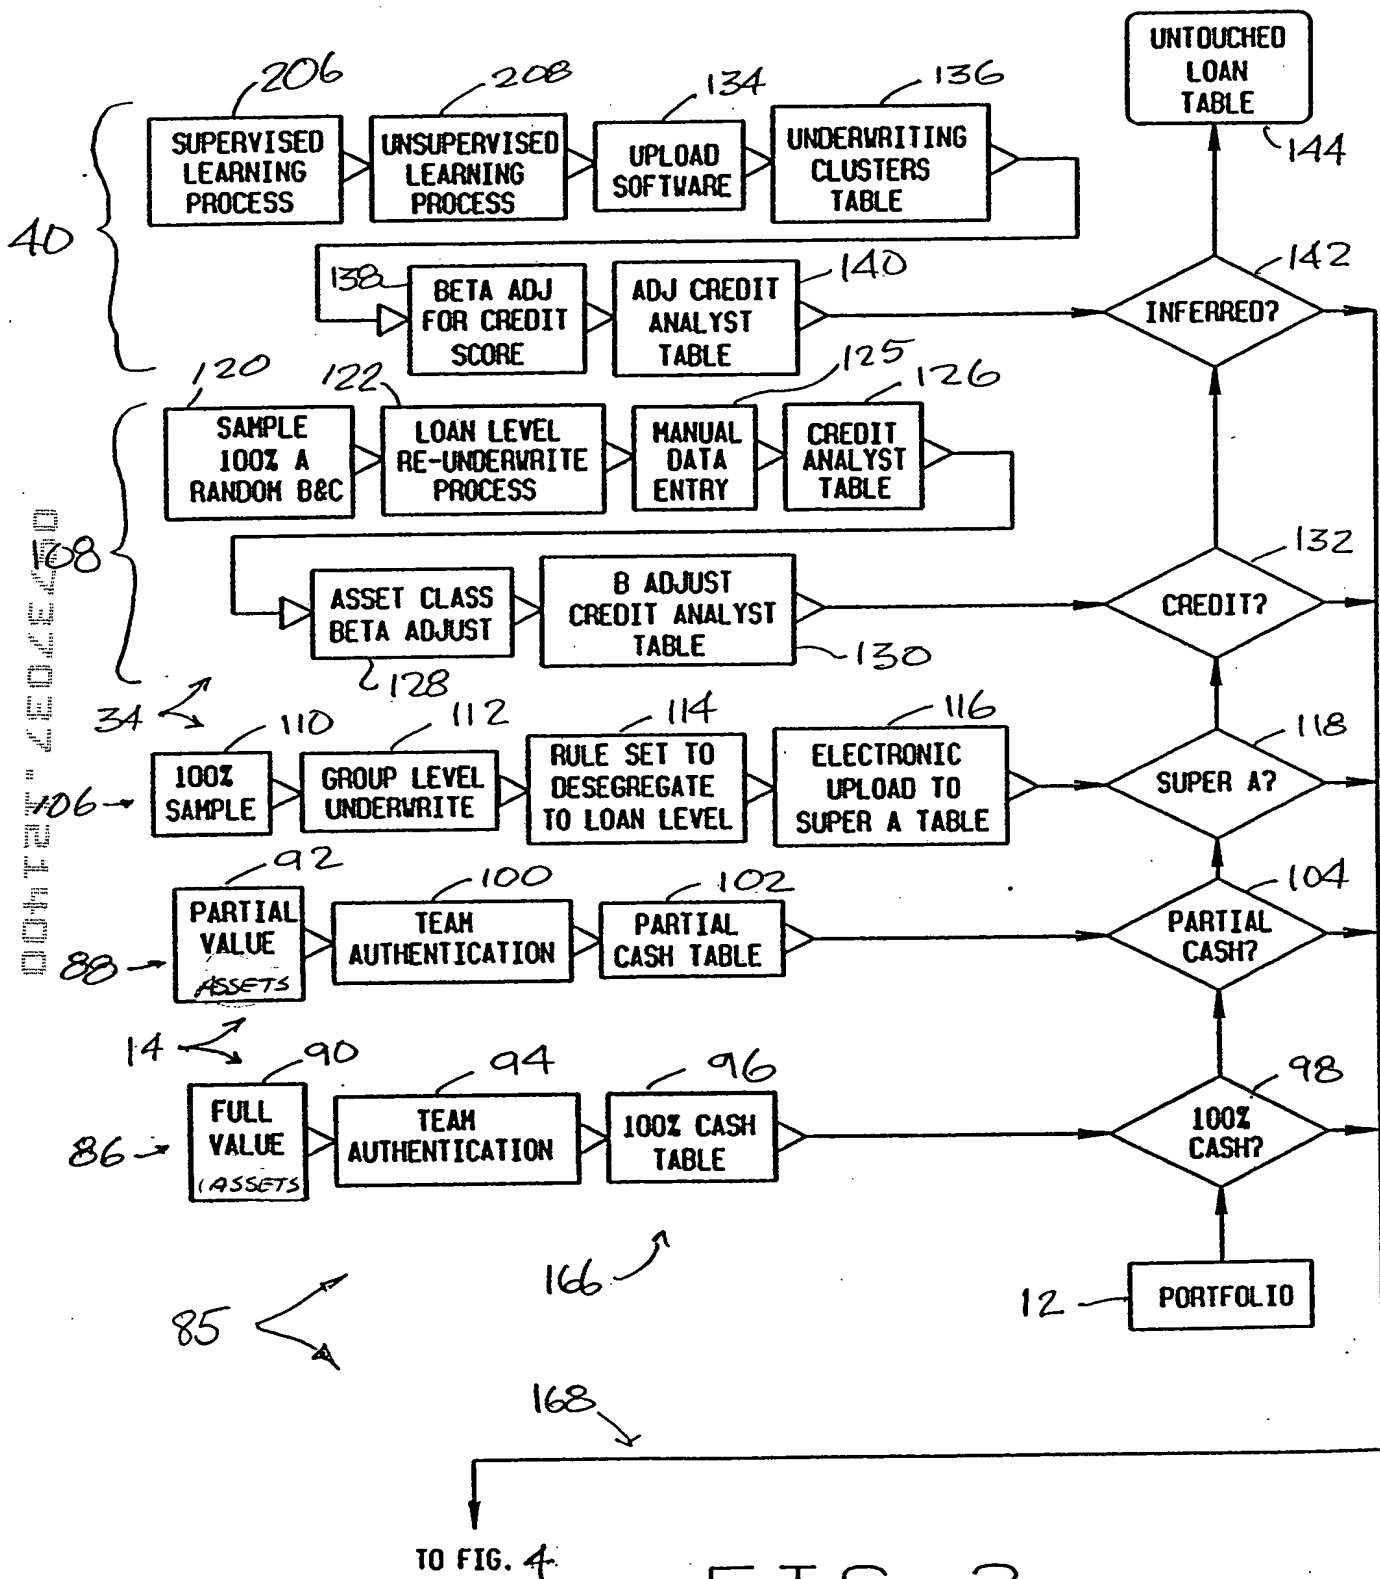 UNTOUCHED
LOAN
TABLE
144
206
208
134
136
SUPERVISED
LEARNING
PROCESS
UNSUPERVISED
LEARNING
PROCESS
UPLOAD
SOFTWARE
UNDERWRITING
CLUSTERS
TABLE
40
138
BETA ADJ
FOR CREDIT
SCORE
140
ADJ CREDIT
ANALYST
TABLE
142
INFERRED?
120
122
125
126
SAMPLE
100% A
RANDOM B&C
LOAN LEVEL
RE-UNDERWRITE
PROCESS
MANUAL
DATA
ENTRY
CREDIT
ANALYST
TABLE
108
ASSET CLASS
BETA ADJUST
128
B ADJUST
CREDIT ANALYST
TABLE
130
132
CREDIT?
34
110
112
114
116
118
106
100%
SAMPLE
GROUP LEVEL
UNDERWRITE
RULE SET TO
DESEGREGATE
TO LOAN LEVEL
ELECTRONIC
UPLOAD TO
SUPER A TABLE
SUPER A?
92
100
102
104
88
PARTIAL
VALUE
ASSETS
TEAM
AUTHENTICATION
PARTIAL
CASH TABLE
PARTIAL
CASH?
14
90
94
96
98
86
FULL
VALUE
ASSETS
TEAM
AUTHENTICATION
100% CASH
TABLE
100%
CASH?
166
85
12
PORTFOLIO
168
TO FIG. 4